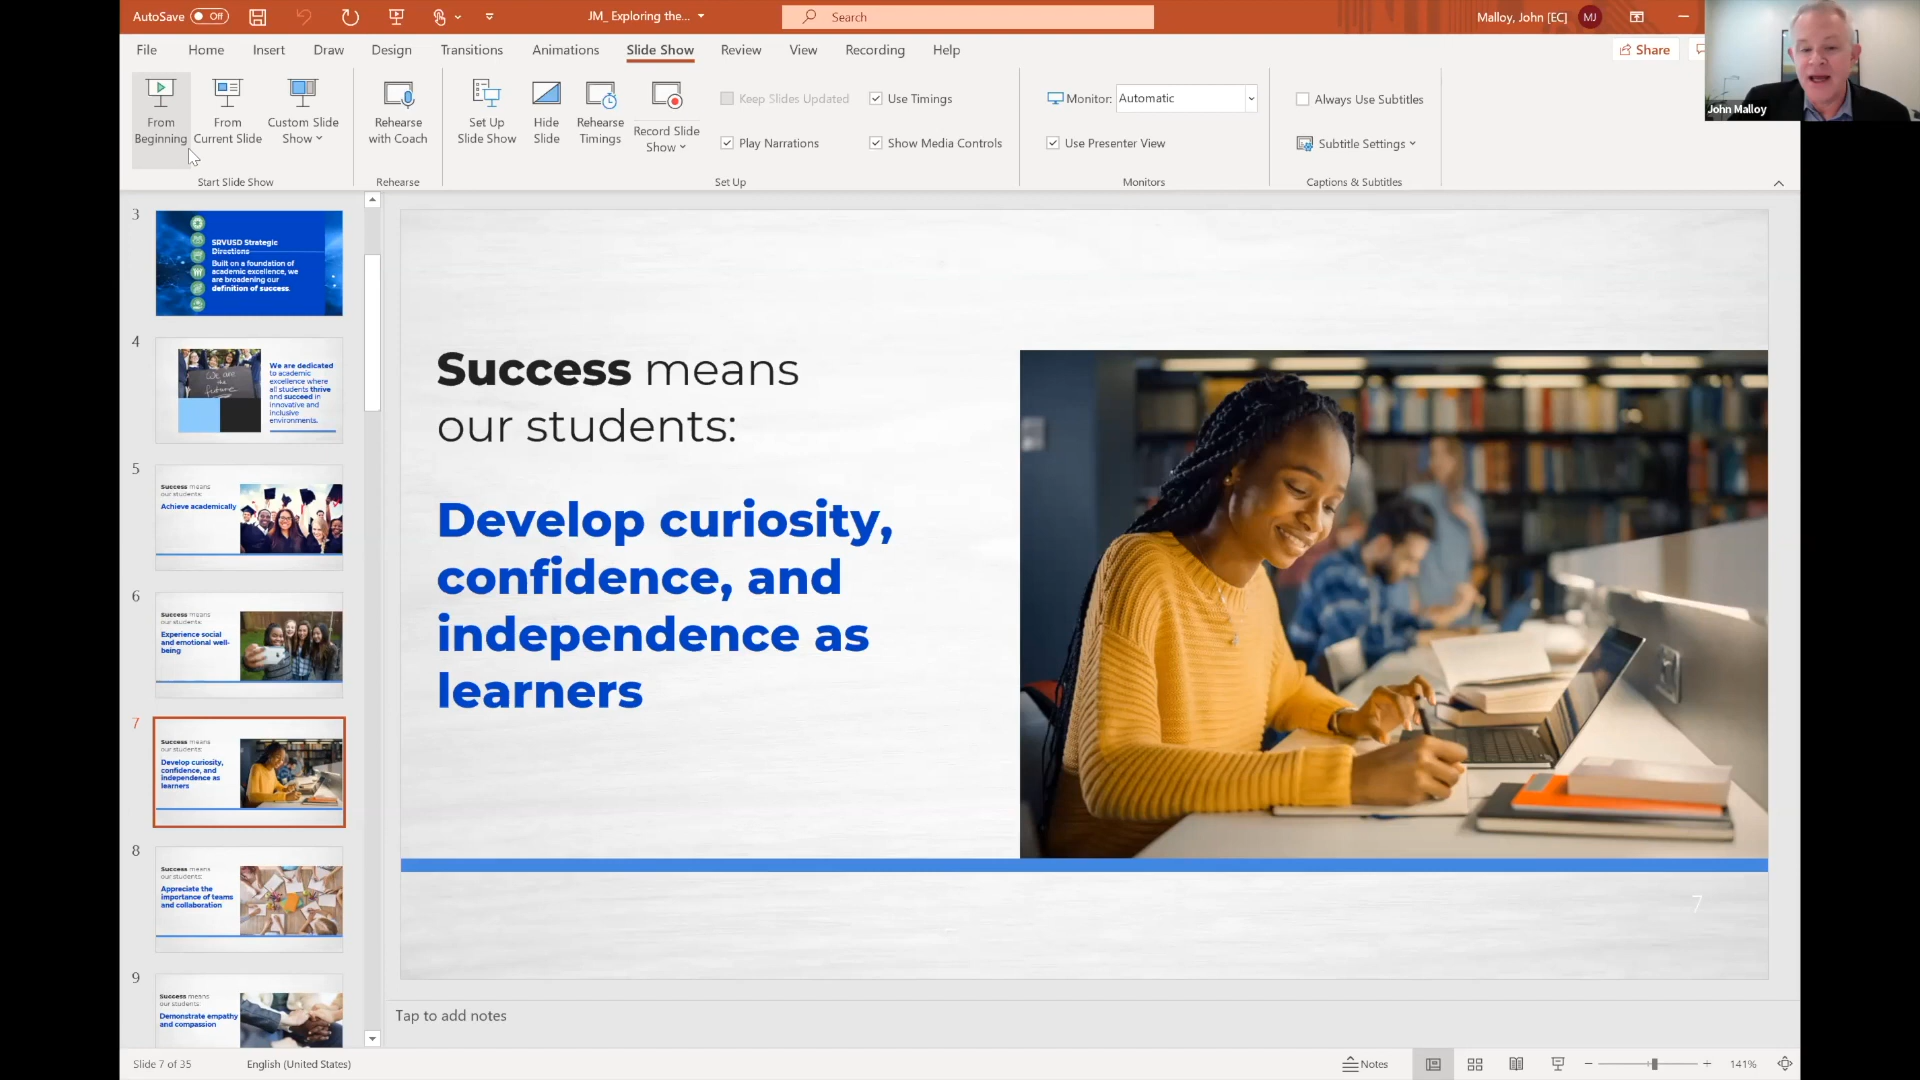 AutoSave Off
JM_ Exploring the...
Search
Malloy, John [EC] MJ
File Home Insert Draw Design Transitions Animations Slide Show Review View Recording Help
Share
John Malloy
From Beginning
From Current Slide
Custom Slide Show
Rehearse with Coach
Set Up Slide Show
Hide Slide
Rehearse Timings
Record Slide Show
Keep Slides Updated
Use Timings
Play Narrations
Show Media Controls
Monitor: Automatic
Use Presenter View
Always Use Subtitles
Subtitle Settings
Start Slide Show
Rehearse
Set Up
Monitors
Captions & Subtitles
3
SRVUSD Strategic
Directions
Built on a foundation of
academic excellence, we
are broadening our
definition of success.
4
We are the future
We are dedicated
to academic
excellence where
all students thrive
and succeed in
innovative and
inclusive
environments.
5
Success means
our students:
Achieve academically
6
Success means
our students:
Experience social
and emotional well-
being
7
Success means
our students:
Develop curiosity,
confidence, and
independence as
learners
8
Success means
our students:
Appreciate the
importance of teams
and collaboration
9
Success means
our students:
Demonstrate empathy
and compassion
Success means
our students:
Develop curiosity,
confidence, and
independence as
learners
7
Tap to add notes
Slide 7 of 35
English (United States)
Notes
141%